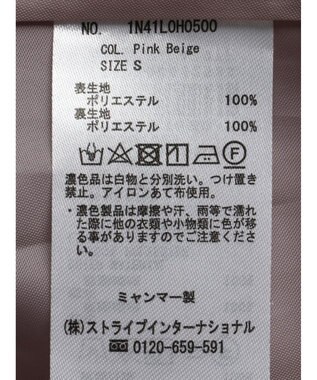 NO. 1N41L0H0500
COL. Pink Beige
SIZE S
表生地
ポリエステル 100%
裏生地
ポリエステル 100%
濃色品は白物と分別洗い。つけ置き
禁止。アイロンあて布使用。
・濃色製品は摩擦や汗、雨等で濡れ
た際に他の衣類や小物類に色が移
る事がありますのでご注意くださ
い。
ミャンマー製
(株)ストライプインターナショナル
0120-659-591